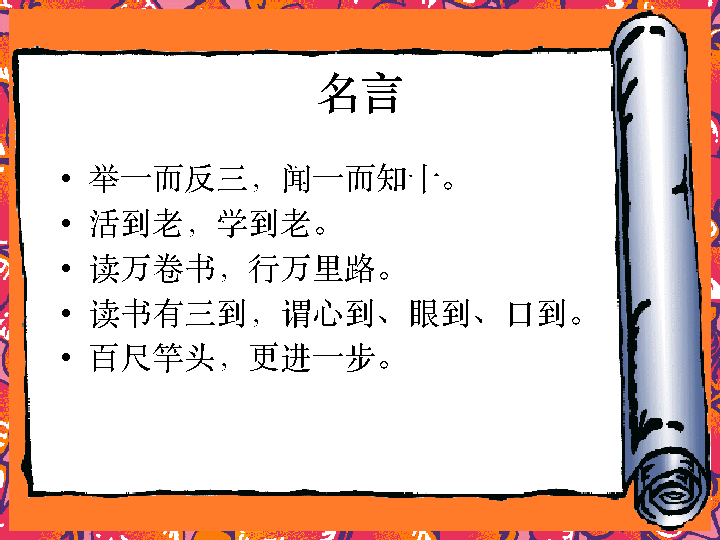 名言
• 举一而反三，闻一而知十。
• 活到老，学到老。
• 读万卷书，行万里路。
• 读书有三到，谓心到、眼到、口到。
• 百尺竿头，更进一步。